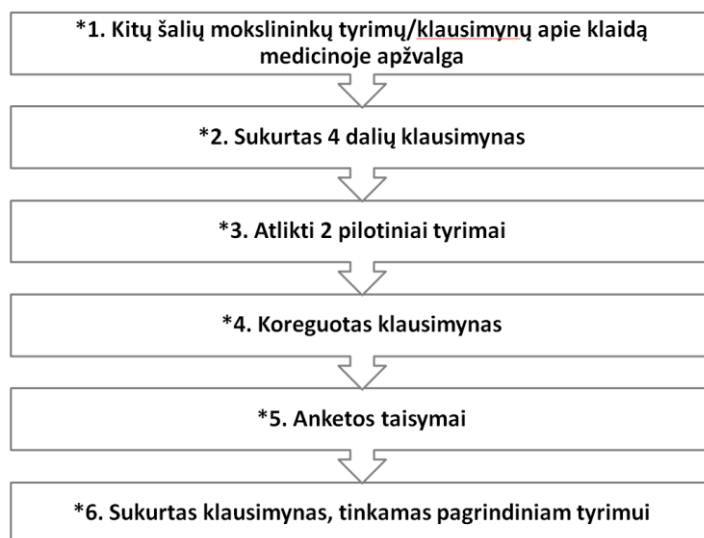 *1. Kitų šalių mokslininkų tyrimų/klausimynų apie klaidą
medicinoje apžvalga
*2. Sukurtas 4 dalių klausimynas
*3. Atlikti 2 pilotiniai tyrimai
*4. Koreguotas klausimynas
*5. Anketos taisymai
*6. Sukurtas klausimynas, tinkamas pagrindiniam tyrimui